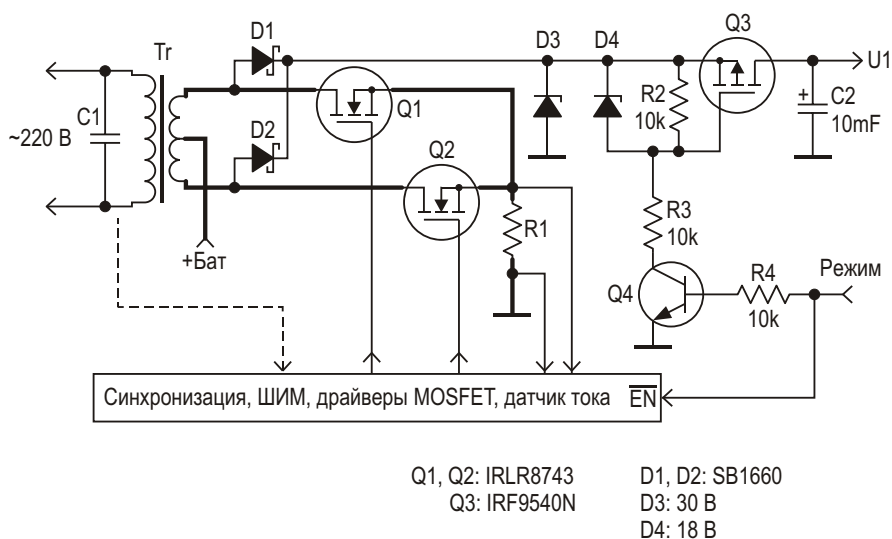 D1
D3
D4
Q3
Tr
U1
C1
~220 В
Q1
R2
10k
+
C2
10mF
D2
Q2
R3
10k
R1
+Бат
Q4
R4
10k
Режим
Синхронизация, ШИМ, драйверы MOSFET, датчик тока EN
Q1, Q2: IRLR8743
D1, D2: SB1660
Q3: IRF9540N
D3: 30 В
D4: 18 В